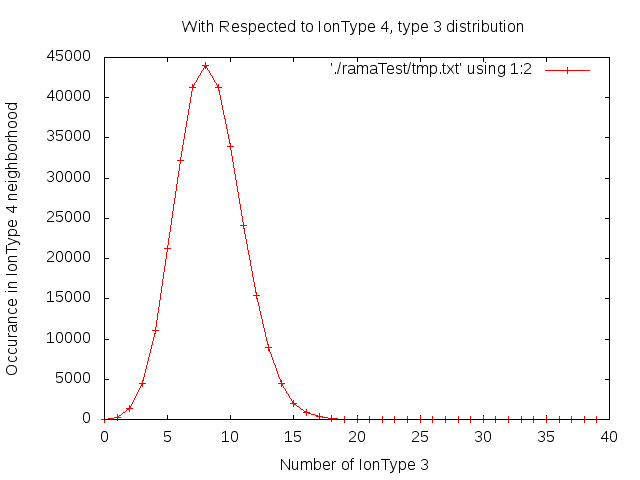 With Respected to IonType 4, type 3 distribution
'./ramaTest/tmp.txt' using 1:2
45000
40000
35000
30000
25000
20000
15000
10000
5000
0
Occurance in IonType 4 neighborhood
0 5 10 15 20 25 30 35 40
Number of IonType 3